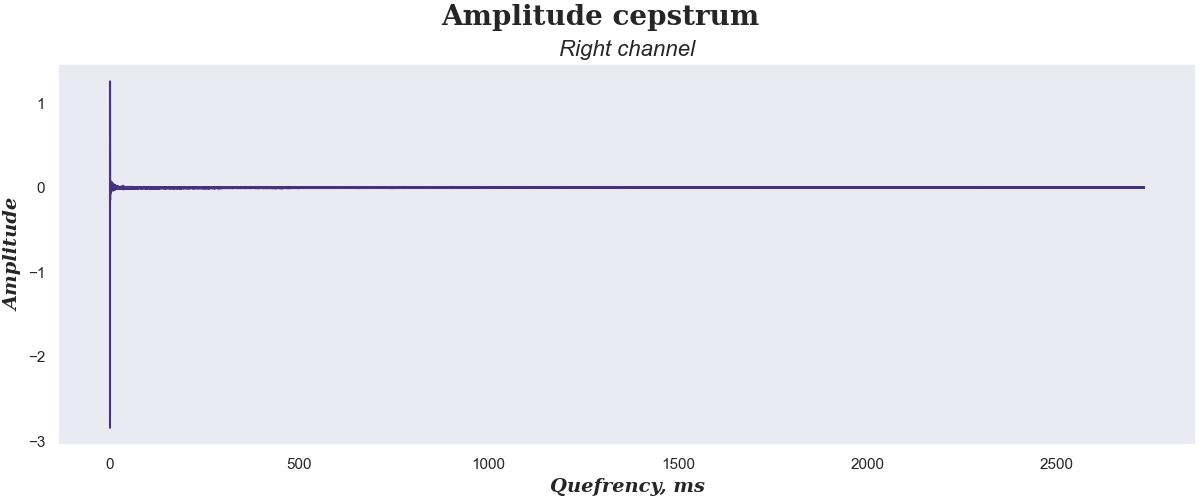 Amplitude cepstrum
Right channel
Amplitude
1
0
−1
−2
−3
0 500 1000 1500 2000 2500
Quefrency, ms